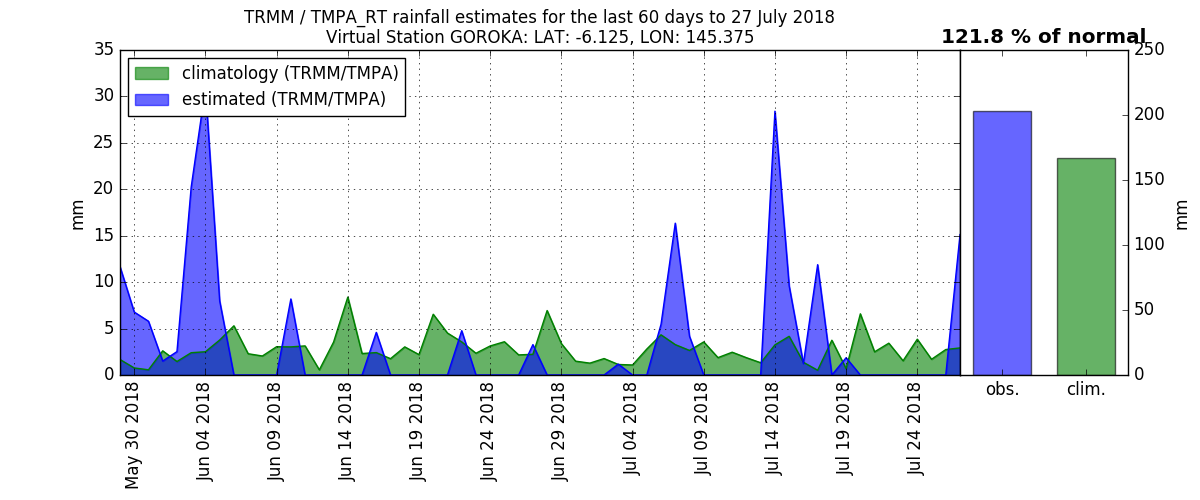 TRMM / TMPA_RT rainfall estimates for the last 60 days to 27 July 2018
Virtual Station GOROKA: LAT: -6.125, LON: 145.375
121.8 % of normal
climatology (TRMM/TMPA)
estimated (TRMM/TMPA)
35
30
25
20
15
10
5
0
mm
May 30 2018
Jun 04 2018
Jun 09 2018
Jun 14 2018
Jun 19 2018
Jun 24 2018
Jun 29 2018
Jul 04 2018
Jul 09 2018
Jul 14 2018
Jul 19 2018
Jul 24 2018
250
200
150
100
50
0
mm
obs.
clim.